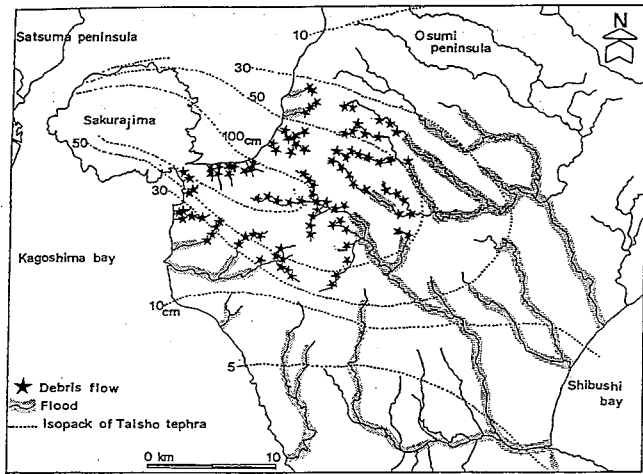 Satsuma peninsula
10
Osumi
peninsula
N
30
50
Sakurajima
100cm
50
30
Kagoshima bay
10cm
5
Shibushi
bay
Debris flow
Flood
Isopack of Taisho tephra
0 km 10